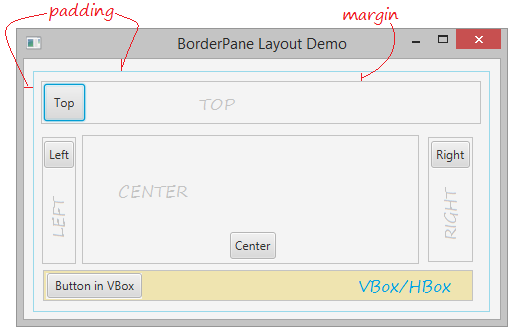 padding
margin
BorderPane Layout Demo
Top
TOP
Left
LEFT
CENTER
Center
Right
RIGHT
Button in VBox
VBox/HBox